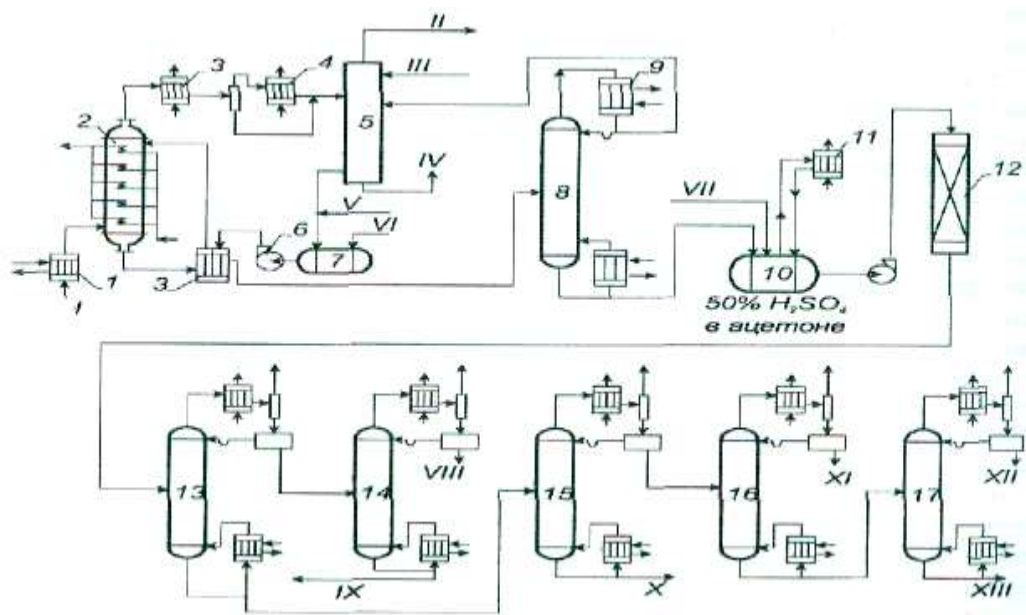 II
3
4
9
III
2
5
11
IV
VII
12
V
8
VI
6
7
10
1
3
I
50% H₂SO₄
в ацетоне
13
14
15
16
17
VIII
XI
XII
IX
X
XIII